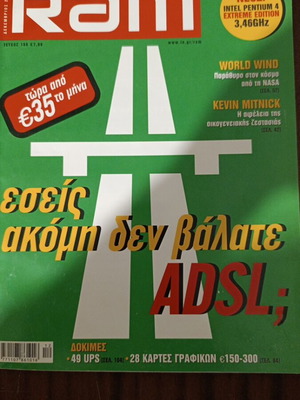 RAM
INTEL PENTIUM 4
EXTREME EDITION
3,46GHz
WORLD WIND
Παράθυρο στον κόσμο
από τη NASA
KEVIN MITNICK
Η αφέλεια της
οικογενειακής Ζεστασιάς
τώρα από
€35 το μήνα
εσείς
ακόμη δεν βάλατε
ADSL;
ΔΟΚΙΜΕΣ
• 49 UPS • 28 ΚΑΡΤΕΣ ΓΡΑΦΙΚΩΝ €150-300